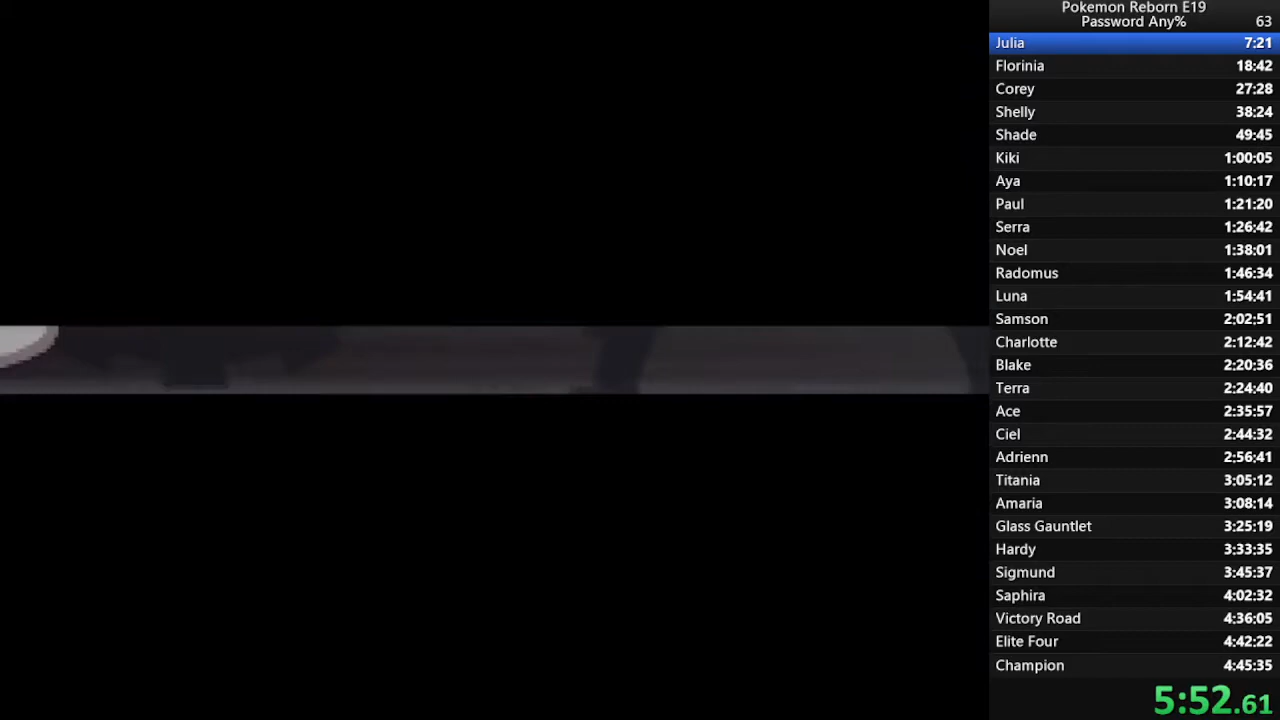 Pokemon Reborn E19
Password Any% 63
Julia 7:21
Florinia 18:42
Corey 27:28
Shelly 38:24
Shade 49:45
Kiki 1:00:05
Aya 1:10:17
Paul 1:21:20
Serra 1:26:42
Noel 1:38:01
Radomus 1:46:34
Luna 1:54:41
Samson 2:02:51
Charlotte 2:12:42
Blake 2:20:36
Terra 2:24:40
Ace 2:35:57
Ciel 2:44:32
Adrienn 2:56:41
Titania 3:05:12
Amaria 3:08:14
Glass Gauntlet 3:25:19
Hardy 3:33:35
Sigmund 3:45:37
Saphira 4:02:32
Victory Road 4:36:05
Elite Four 4:42:22
Champion 4:45:35
5:52.61